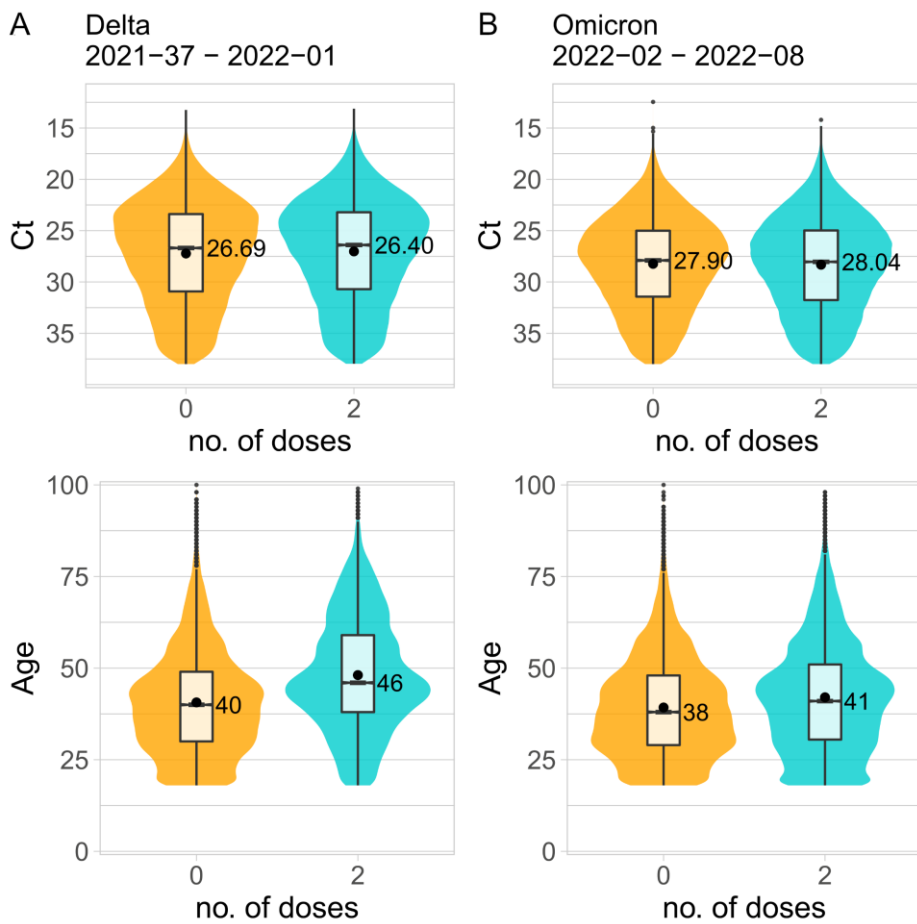 A
Delta
2021−37 − 2022−01
Ct
15
20
25
30
35
26.69
26.40
0
2
no. of doses
B
Omicron
2022−02 − 2022−08
Ct
15
20
25
30
35
27.90
28.04
0
2
no. of doses
Age
100
75
50
25
0
40
46
0
2
no. of doses
Age
100
75
50
25
0
38
41
0
2
no. of doses